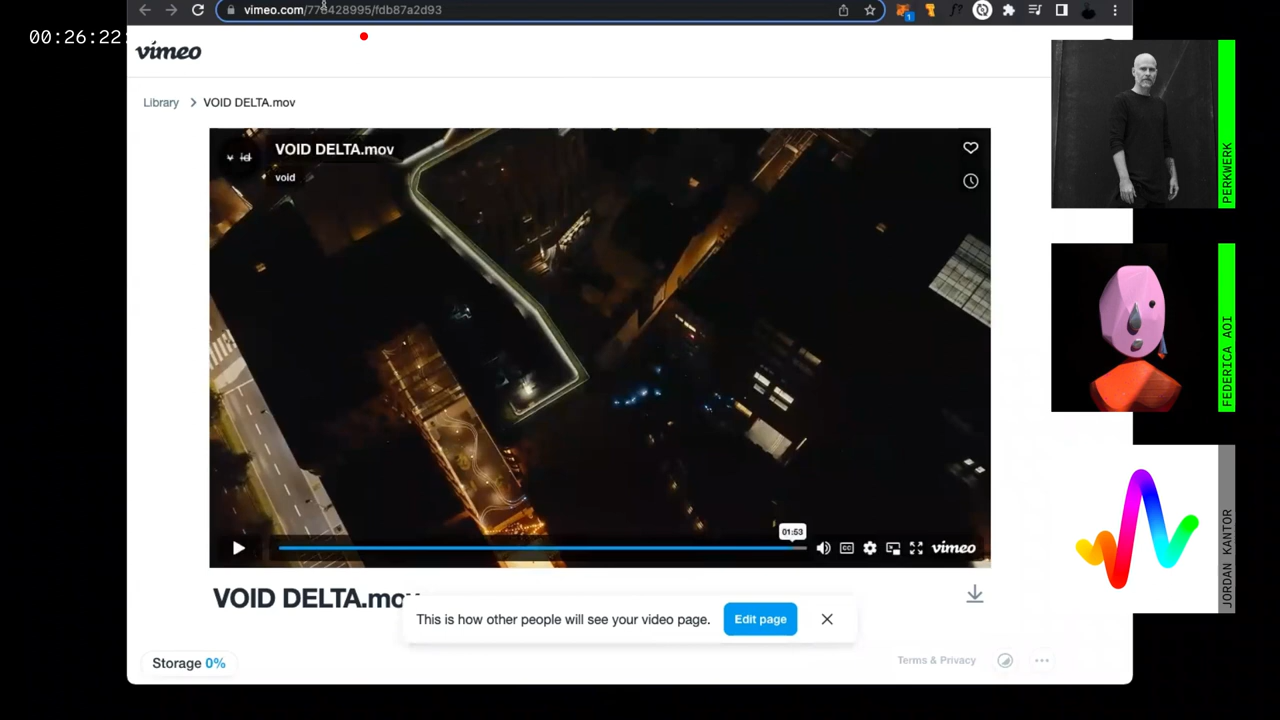 vimeo.com/778428995/fdb87a2d93
00:26:22:
vimeo
Library > VOID DELTA.mov
VOID DELTA.mov
void
01:53
vimeo
VOID DELTA.mov
This is how other people will see your video page.
Edit page
Storage 0%
Terms & Privacy
PERKWERK
FEDERICA AOI
JORDAN KANTOR